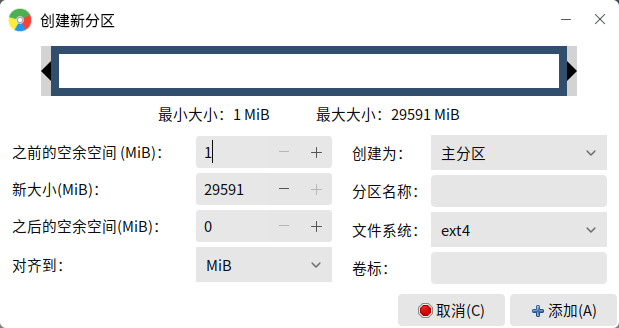 创建新分区
最小大小：1 MiB 最大大小：29591 MiB
之前的空余空间 (MiB)： 1
创建为： 主分区
新大小(MiB)： 29591
分区名称：
之后的空余空间(MiB)： 0
文件系统： ext4
对齐到： MiB
卷标：
取消(C) 添加(A)